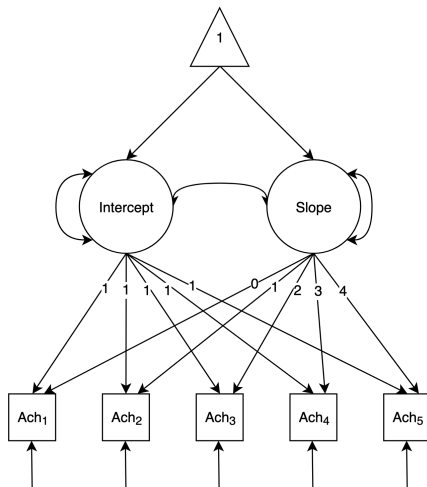 1
Intercept
Slope
1 1 1 1 1 0 1 2 3 4
Ach₁ Ach₂ Ach₃ Ach₄ Ach₅